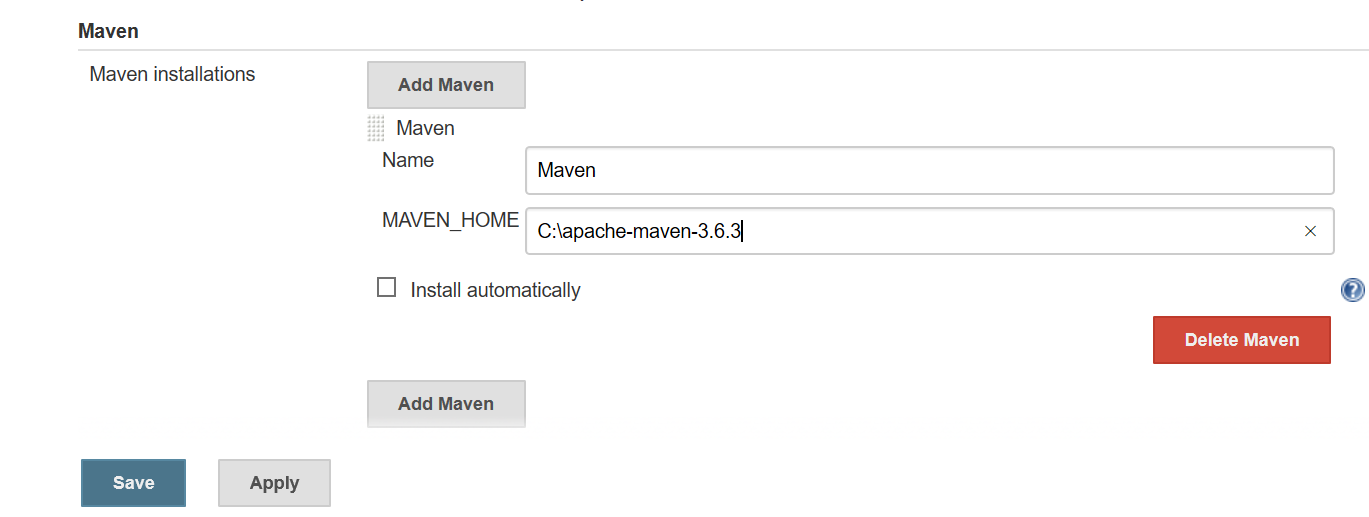 Maven
Maven installations
Add Maven
Maven
Name
Maven
MAVEN_HOME
C:\apache-maven-3.6.3
Install automatically
Delete Maven
Add Maven
Save
Apply